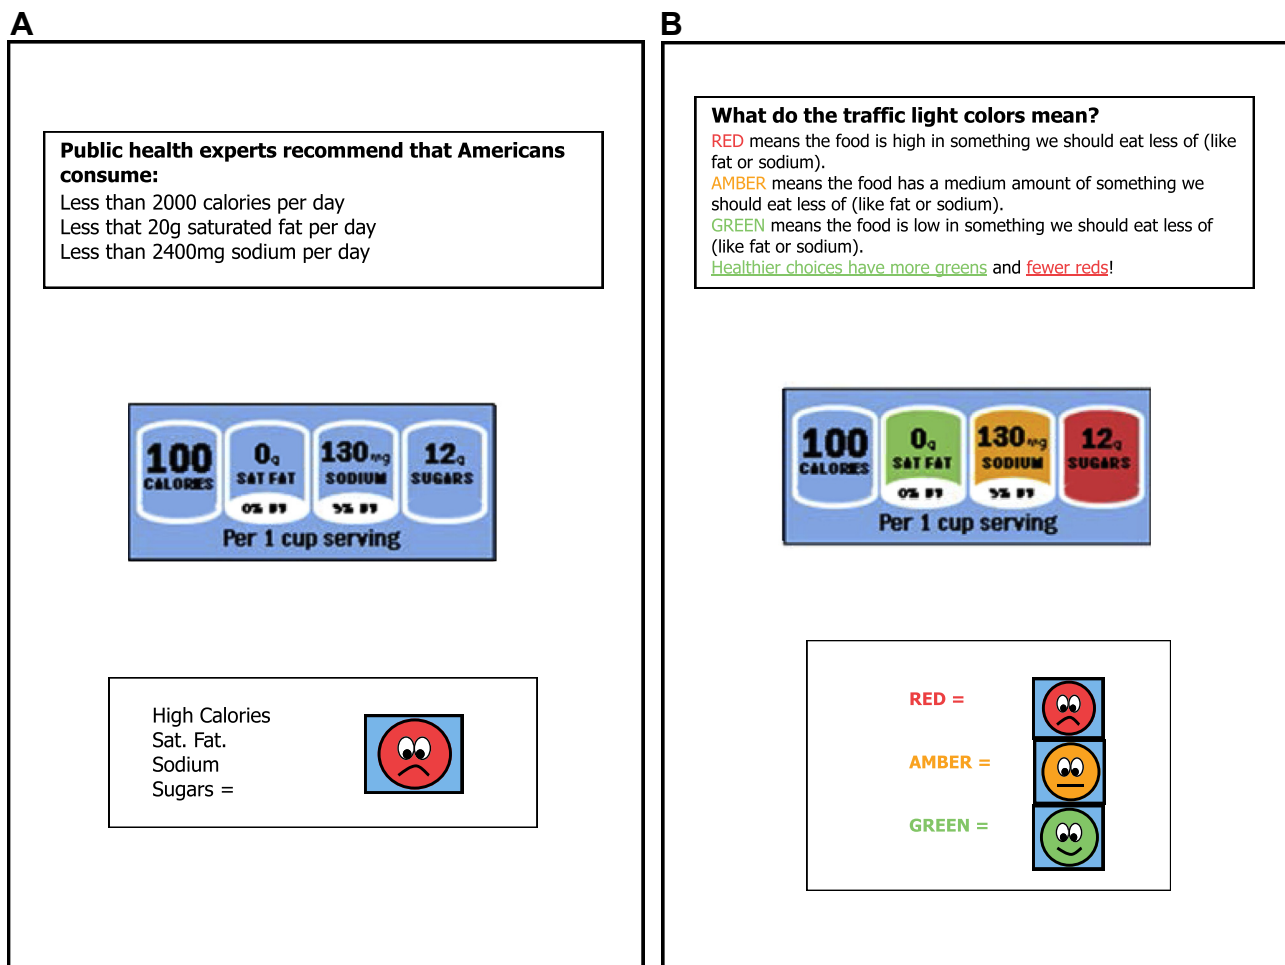 A
Public health experts recommend that Americans
consume:
Less than 2000 calories per day
Less that 20g saturated fat per day
Less than 2400mg sodium per day
100
CALORIES
0g
SAT FAT
0% DV
130mg
SODIUM
5% DV
12g
SUGARS
Per 1 cup serving
High Calories
Sat. Fat.
Sodium
Sugars =
B
What do the traffic light colors mean?
RED means the food is high in something we should eat less of (like
fat or sodium).
AMBER means the food has a medium amount of something we
should eat less of (like fat or sodium).
GREEN means the food is low in something we should eat less of
(like fat or sodium).
Healthier choices have more greens and fewer reds!
100
CALORIES
0g
SAT FAT
0% DV
130mg
SODIUM
5% DV
12g
SUGARS
Per 1 cup serving
RED =
AMBER =
GREEN =